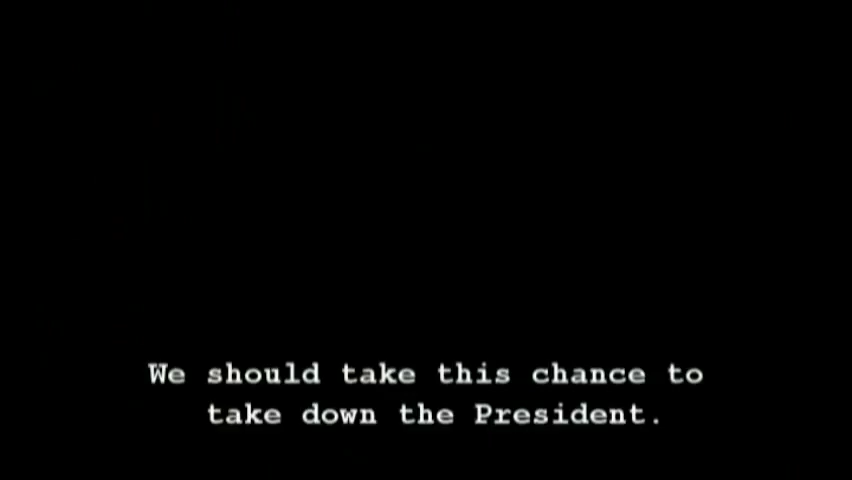 We should take this chance to
take down the President.